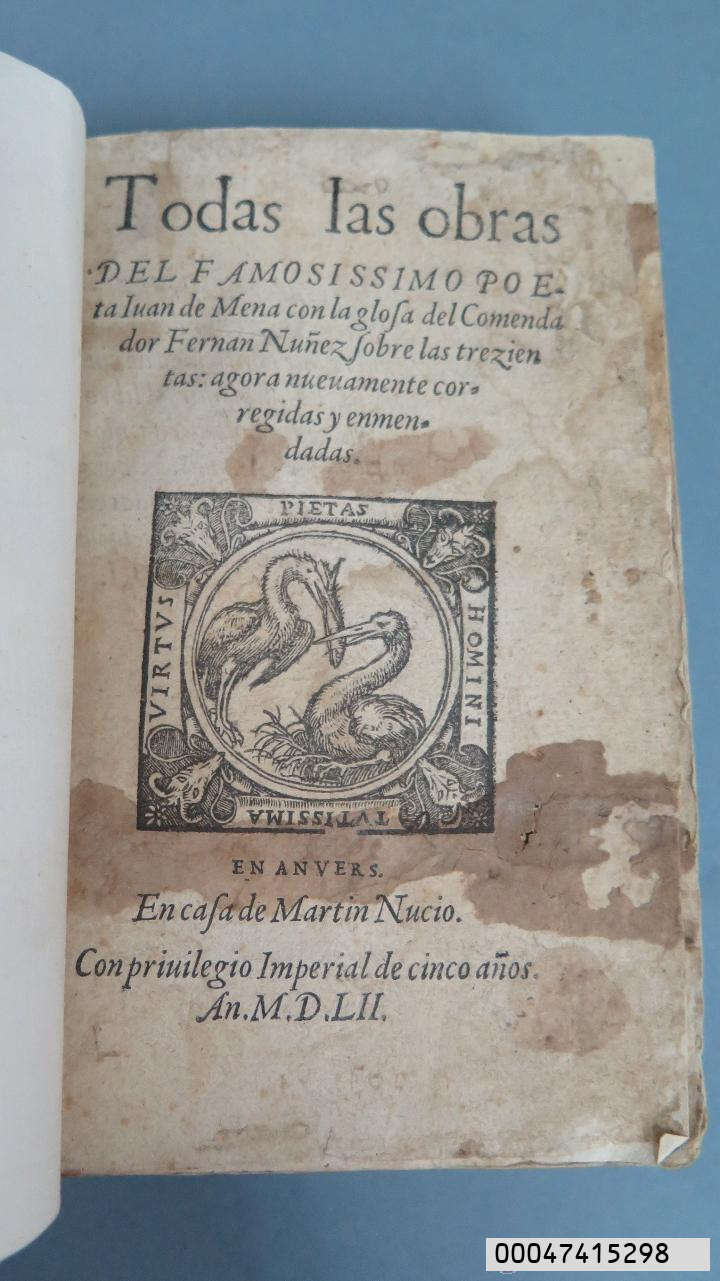 Todas las obras
DEL FAMOSISSIMO POE-
ta Iuan de Mena con la gloſa del Comenda
dor Fernan Nuñez ſobre las trezien
tas: agora nueuamente cor-
regidas y enmen-
dadas.
PIETAS
HOMINI
TVTISSIMA
VIRTVS
EN ANVERS.
En caſa de Martin Nucio.
Con priuilegio Imperial de cinco años.
An. M.D.LII.
00047415298